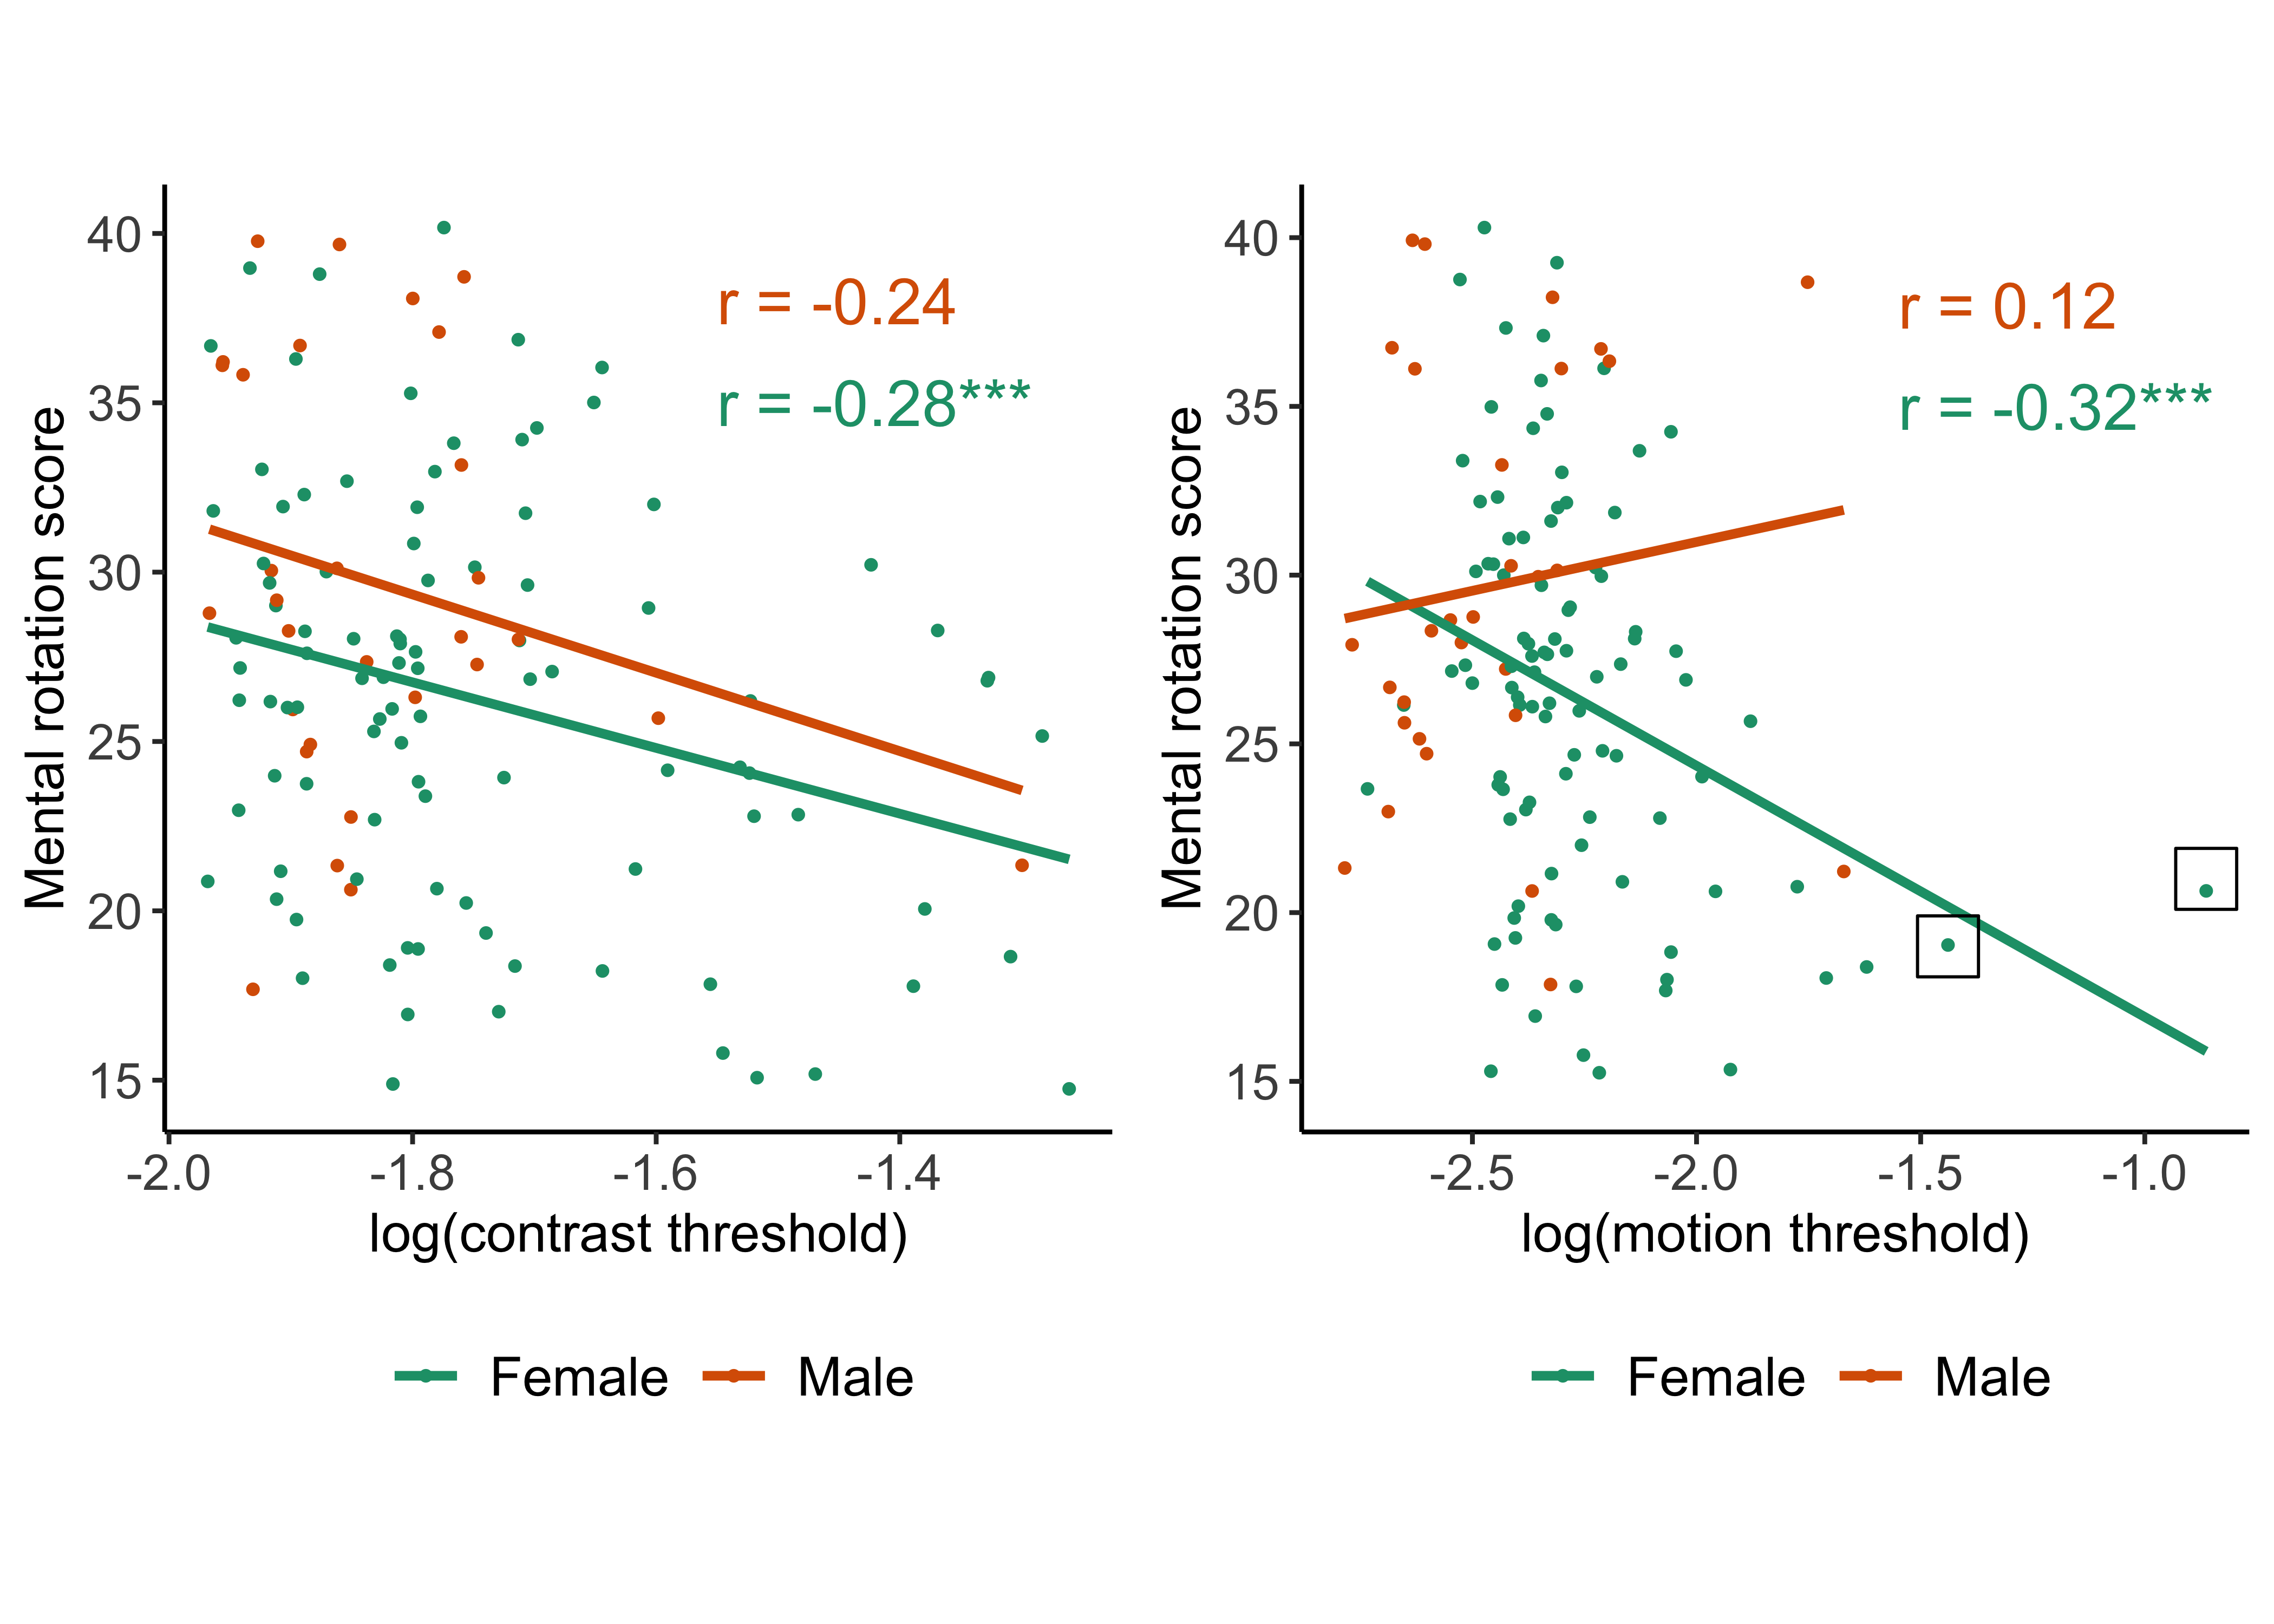 40
35
30
25
20
15
Mental rotation score
r = -0.24
r = -0.28***
-2.0 -1.8 -1.6 -1.4
log(contrast threshold)
Female Male
40
35
30
25
20
15
Mental rotation score
r = 0.12
r = -0.32***
-2.5 -2.0 -1.5 -1.0
log(motion threshold)
Female Male